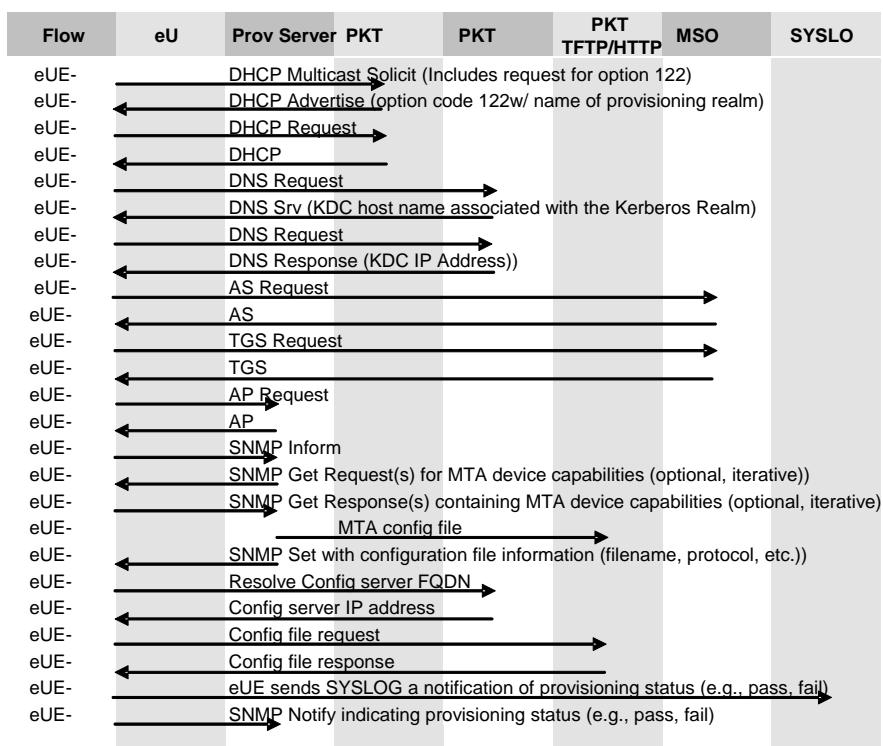 Flow eU Prov Server PKT PKT PKT TFTP/HTTP MSO SYSLO
eUE- DHCP Multicast Solicit (Includes request for option 122)
eUE- DHCP Advertise (option code 122w/ name of provisioning realm)
eUE- DHCP Request
eUE- DHCP
eUE- DNS Request
eUE- DNS Srv (KDC host name associated with the Kerberos Realm)
eUE- DNS Request
eUE- DNS Response (KDC IP Address))
eUE- AS Request
eUE- AS
eUE- TGS Request
eUE- TGS
eUE- AP Request
eUE- AP
eUE- SNMP Inform
eUE- SNMP Get Request(s) for MTA device capabilities (optional, iterative))
eUE- SNMP Get Response(s) containing MTA device capabilities (optional, iterative)
eUE- MTA config file
eUE- SNMP Set with configuration file information (filename, protocol, etc.))
eUE- Resolve Config server FQDN
eUE- Config server IP address
eUE- Config file request
eUE- Config file response
eUE- eUE sends SYSLOG a notification of provisioning status (e.g., pass, fail)
eUE- SNMP Notify indicating provisioning status (e.g., pass, fail)